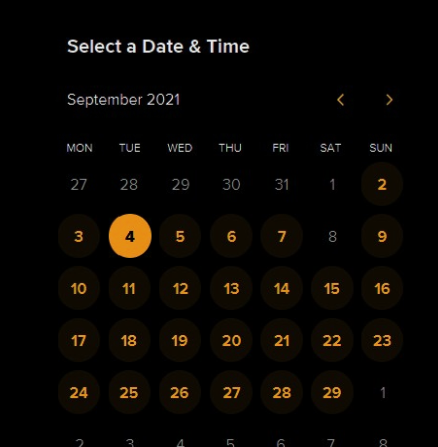 Select a Date & Time
September 2021
MON TUE WED THU FRI SAT SUN
27 28 29 30 31 1 2
3 4 5 6 7 8 9
10 11 12 13 14 15 16
17 18 19 20 21 22 23
24 25 26 27 28 29 1
2 3 4 5 6 7 8